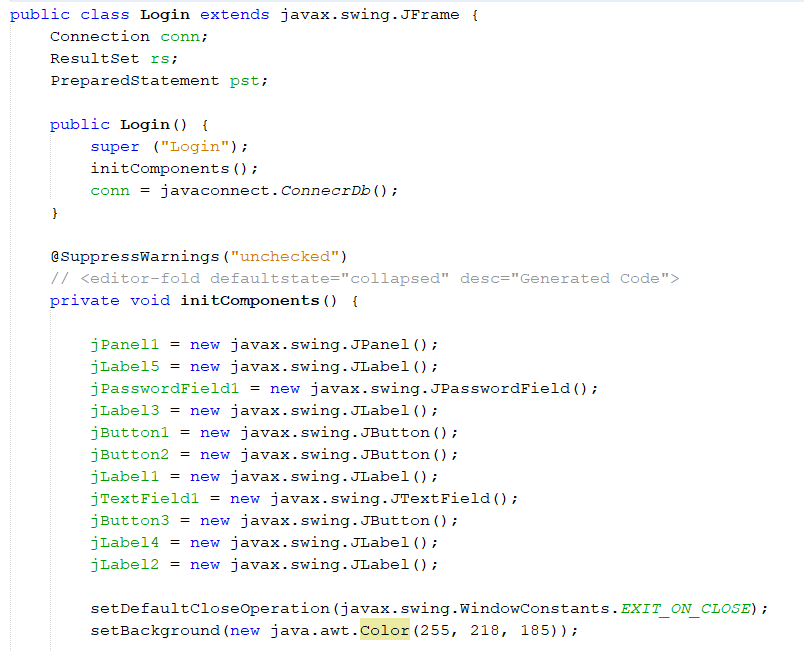 public class Login extends javax.swing.JFrame {
    Connection conn;
    ResultSet rs;
    PreparedStatement pst;

    public Login() {
        super ("Login");
        initComponents();
        conn = javaconnect.ConnecrDb();
    }

    @SuppressWarnings("unchecked")
    // <editor-fold defaultstate="collapsed" desc="Generated Code">
    private void initComponents() {

        jPanel1 = new javax.swing.JPanel();
        jLabel5 = new javax.swing.JLabel();
        jPasswordField1 = new javax.swing.JPasswordField();
        jLabel3 = new javax.swing.JLabel();
        jButton1 = new javax.swing.JButton();
        jButton2 = new javax.swing.JButton();
        jLabel1 = new javax.swing.JLabel();
        jTextField1 = new javax.swing.JTextField();
        jButton3 = new javax.swing.JButton();
        jLabel4 = new javax.swing.JLabel();
        jLabel2 = new javax.swing.JLabel();

        setDefaultCloseOperation(javax.swing.WindowConstants.EXIT_ON_CLOSE);
        setBackground(new java.awt.Color(255, 218, 185));